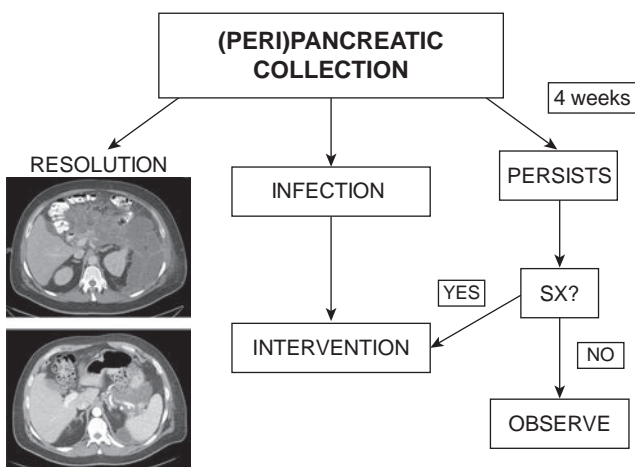 (PERI)PANCREATIC
COLLECTION
4 weeks
RESOLUTION
INFECTION
PERSISTS
YES
SX?
INTERVENTION
NO
OBSERVE